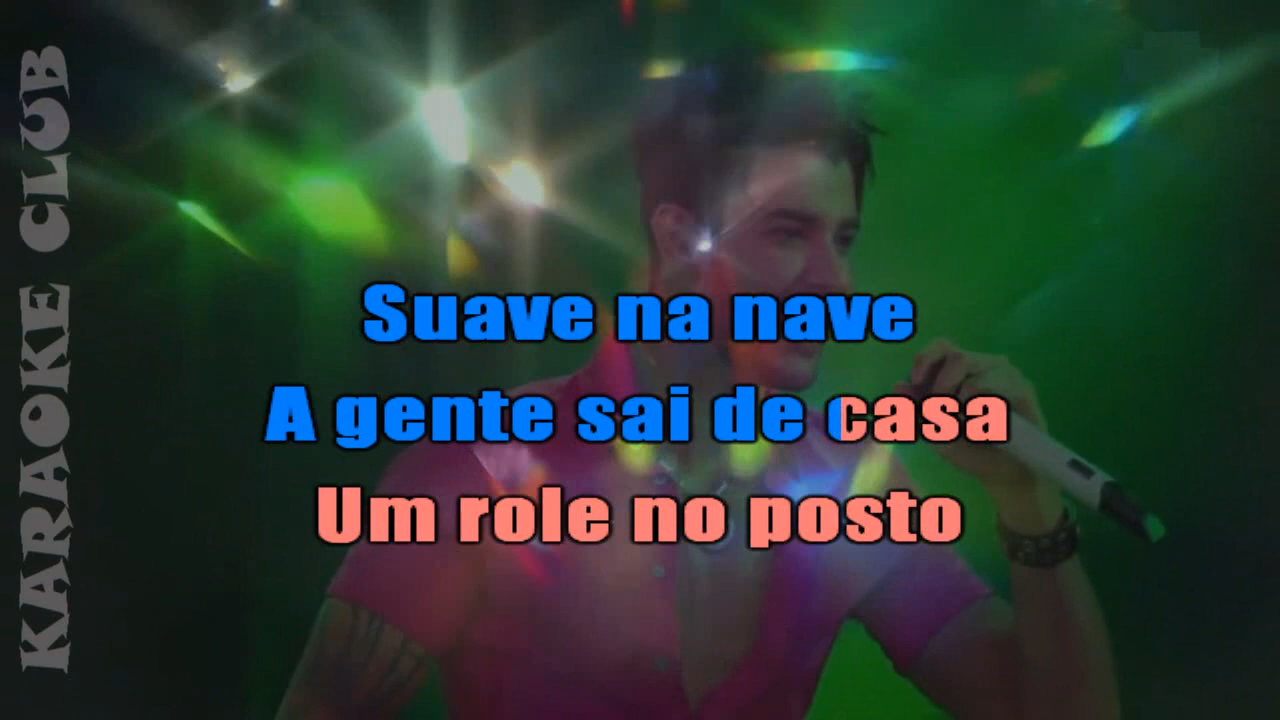 KARAOKE CLUB
Suave na nave
A gente sai de casa
Um role no posto